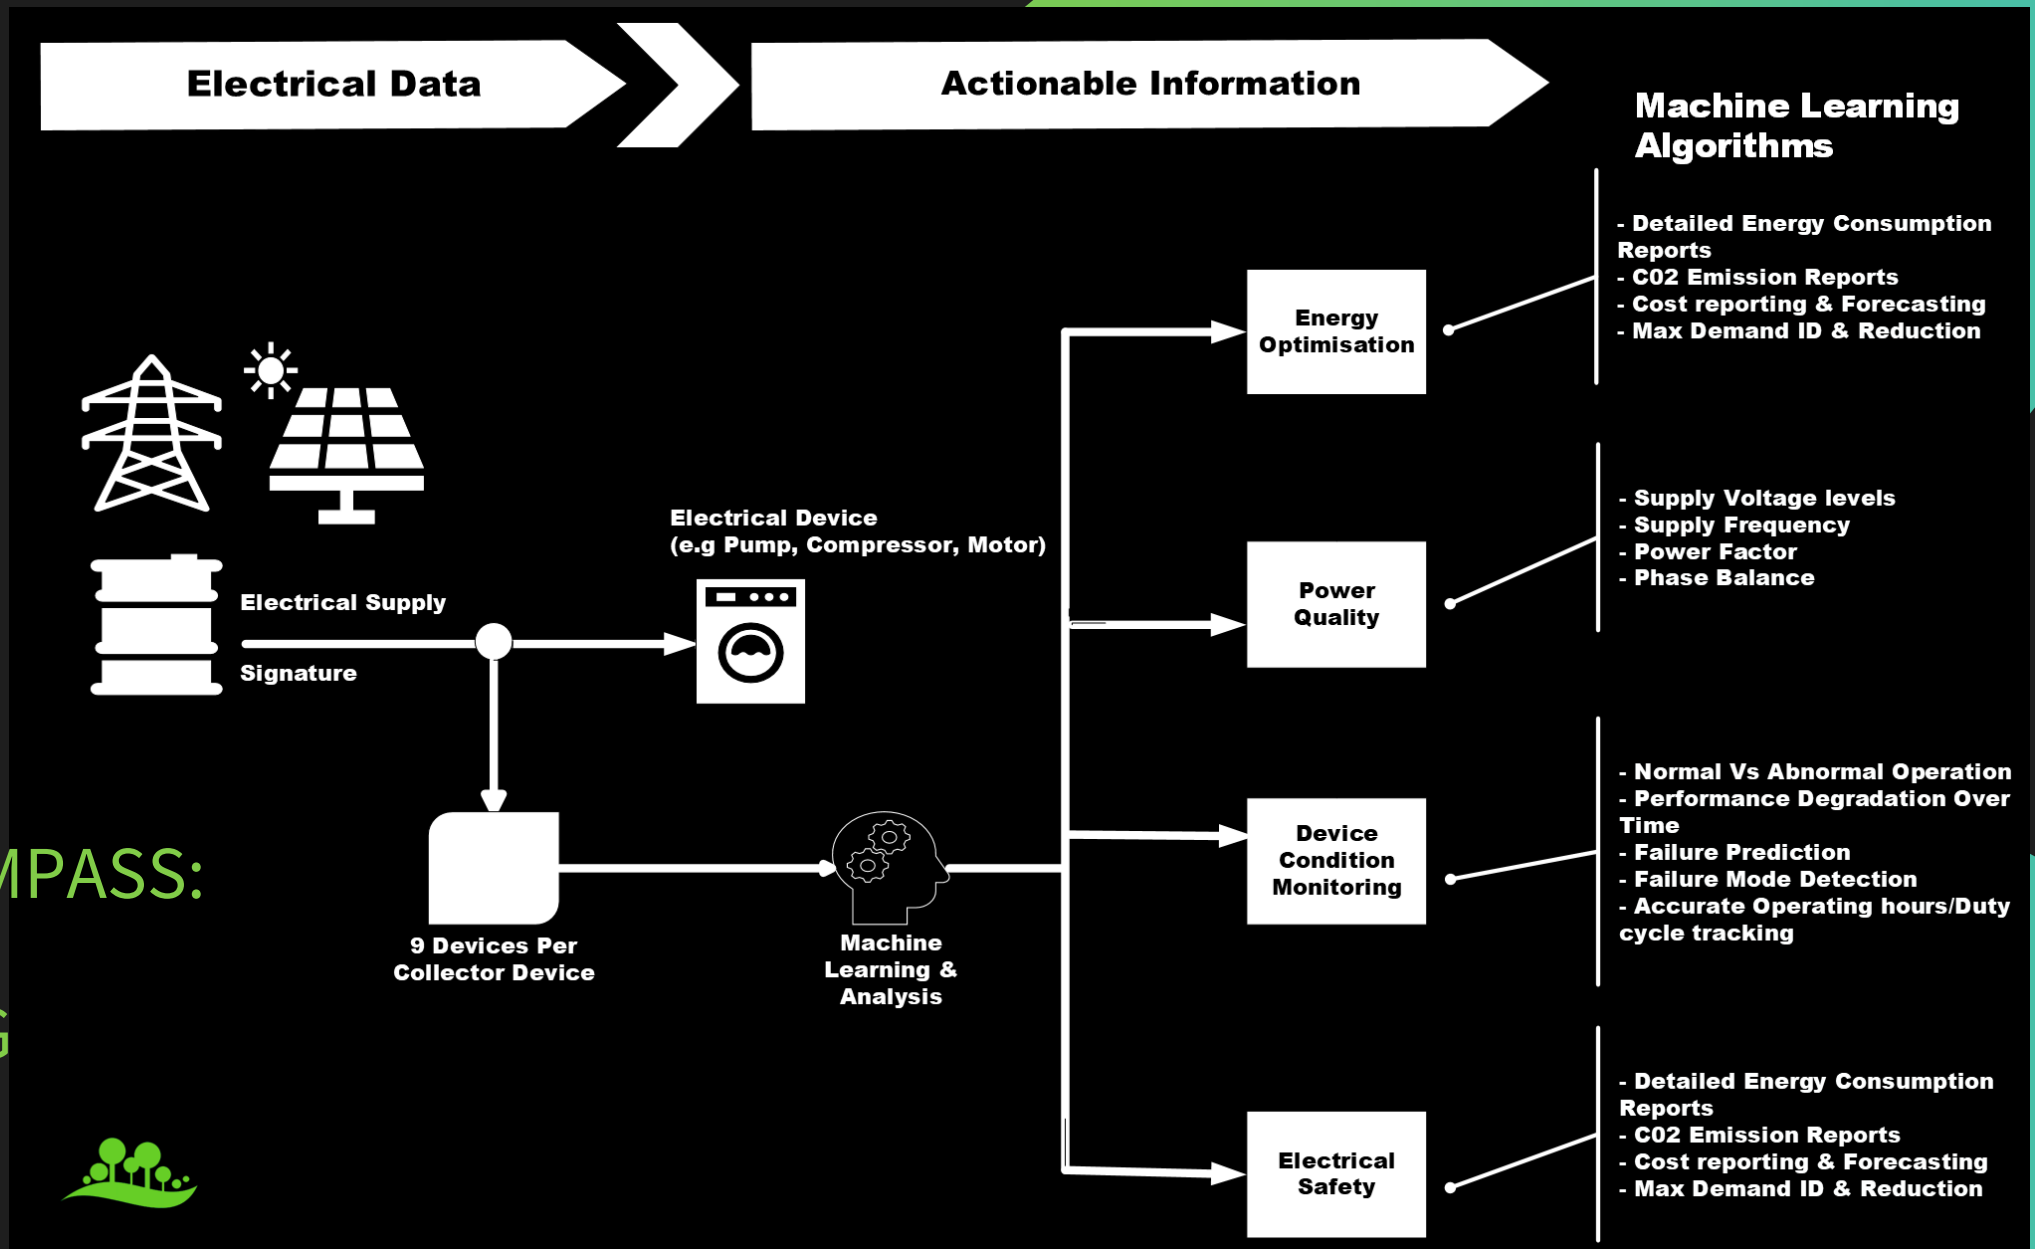 Electrical Data
Actionable Information
Machine Learning
Algorithms
- Detailed Energy Consumption
Reports
- C02 Emission Reports
- Cost reporting & Forecasting
- Max Demand ID & Reduction
Energy
Optimisation
- Supply Voltage levels
- Supply Frequency
- Power Factor
- Phase Balance
Power
Quality
Electrical Device
(e.g Pump, Compressor, Motor)
Electrical Supply
Signature
- Normal Vs Abnormal Operation
- Performance Degradation Over
Time
- Failure Prediction
- Failure Mode Detection
- Accurate Operating hours/Duty
cycle tracking
Device
Condition
Monitoring
MPASS:
9 Devices Per
Collector Device
Machine
Learning &
Analysis
G
- Detailed Energy Consumption
Reports
- C02 Emission Reports
- Cost reporting & Forecasting
- Max Demand ID & Reduction
Electrical
Safety